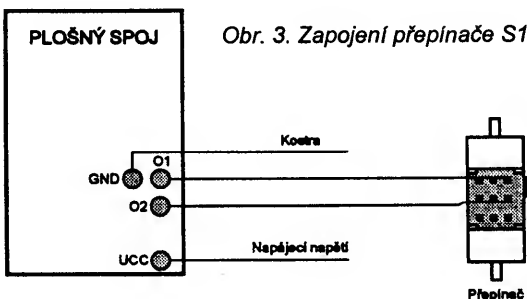 PLOŠNÝ SPOJ
Obr. 3. Zapojení přepínače S1
Kostra
O1
GND
O2
UCC
Napájecí napětí
Přepínač